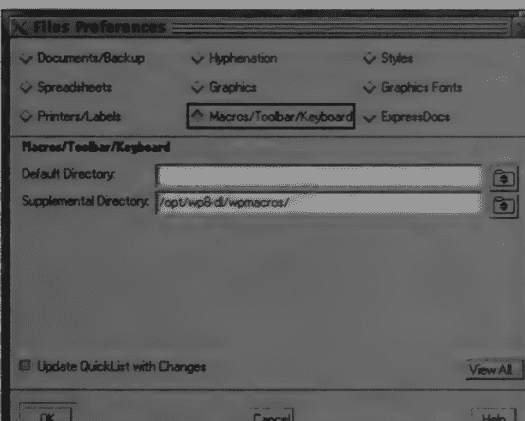 Files Preferences
Documents/Backup Hyphenation Styles
Spreadsheets Graphics Graphics Fonts
Printers/Labels Macros/Toolbar/Keyboard ExpressDocs
Macros/Toolbar/Keyboard
Default Directory:
Supplemental Directory: /opt/wp8-dl/wpmacros/
Update QuickList with Changes
View All
OK Cancel Help